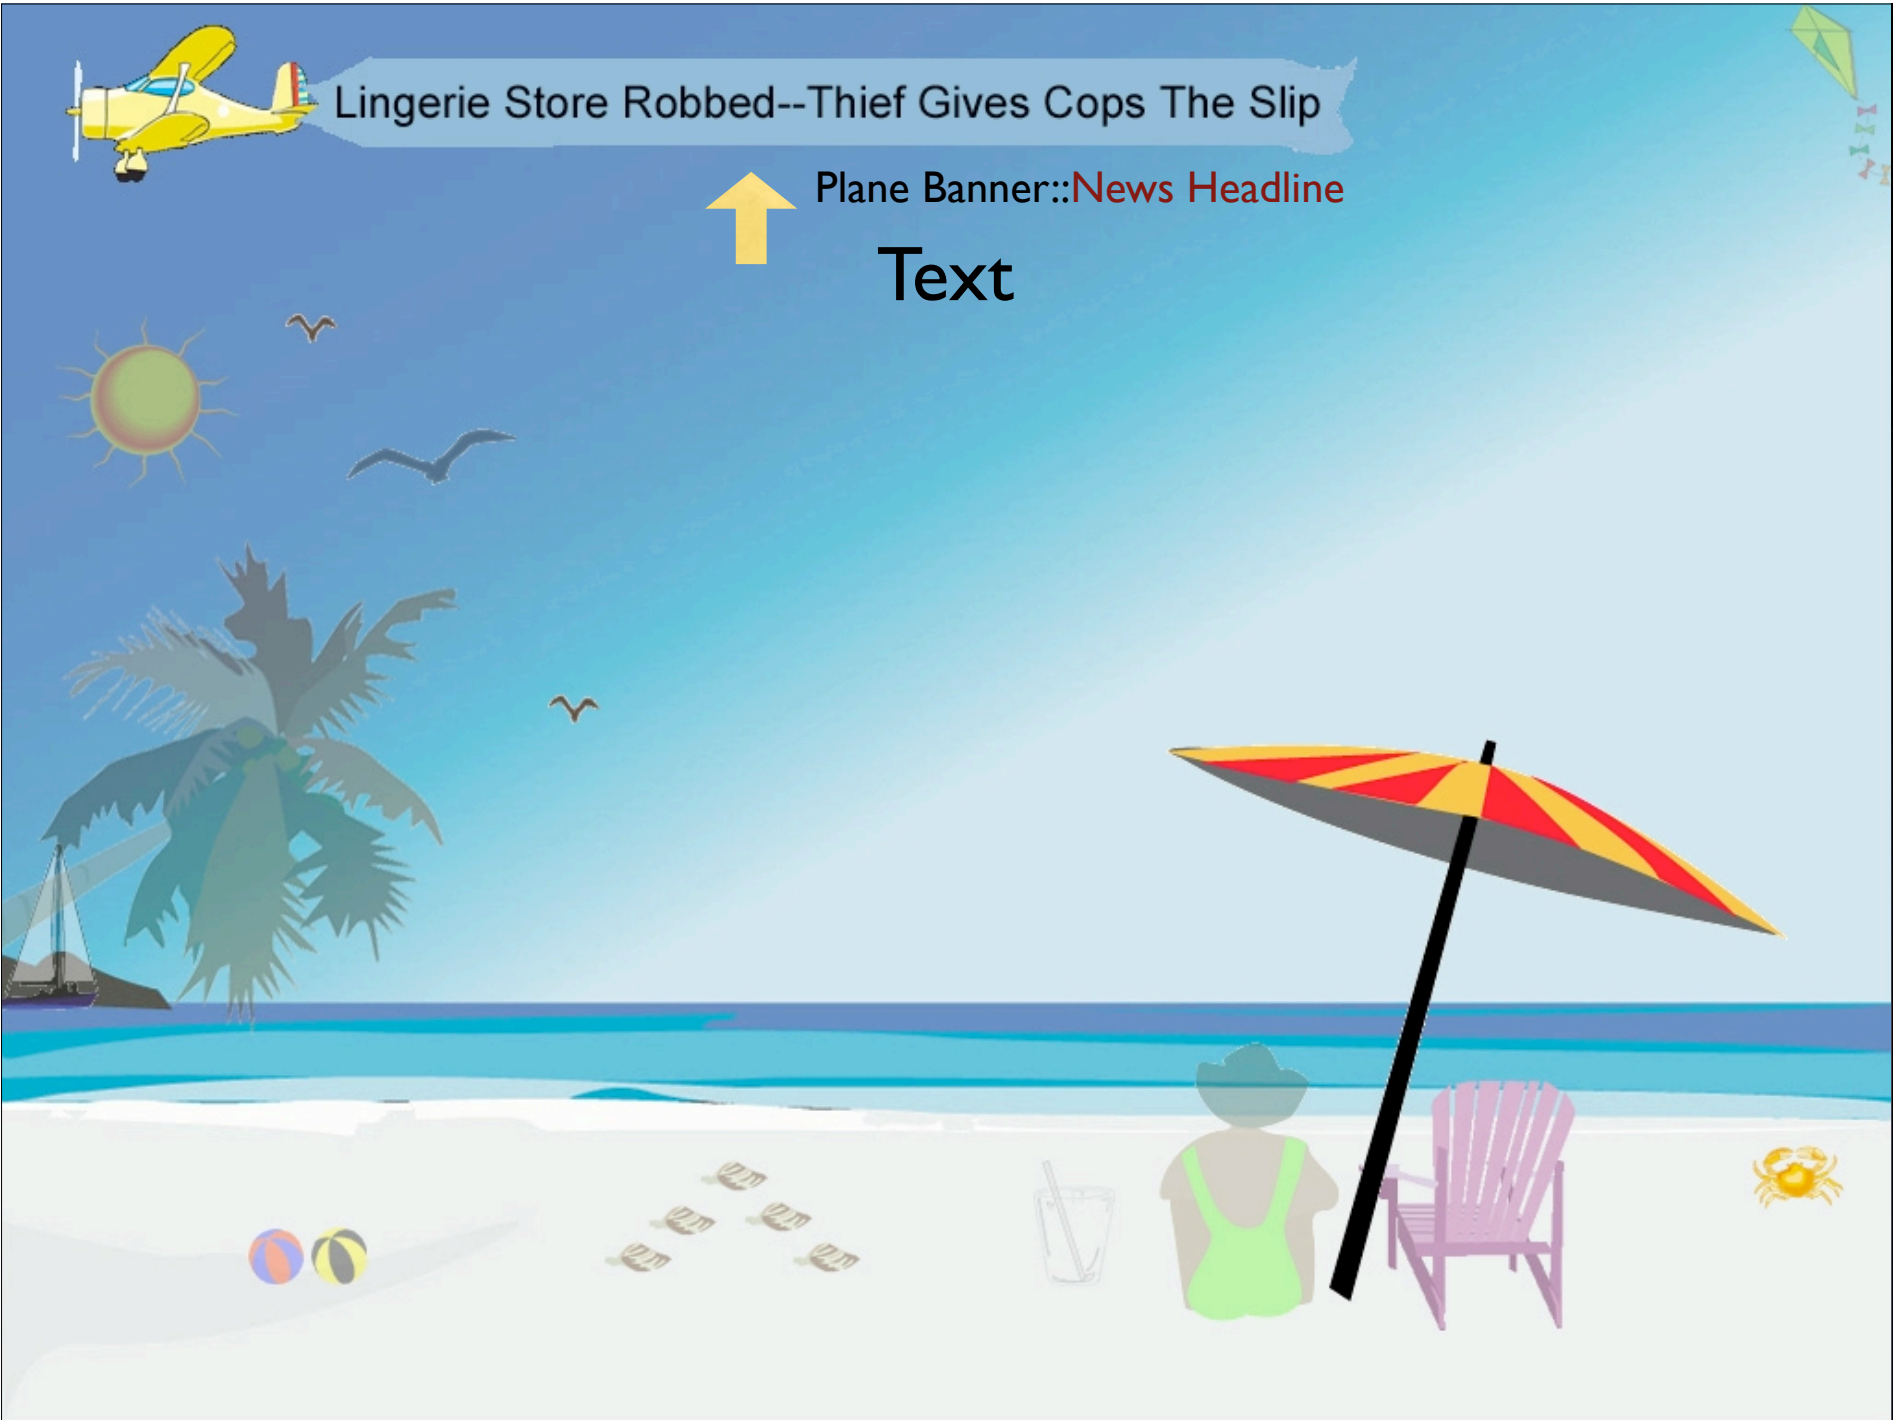 Lingerie Store Robbed--Thief Gives Cops The Slip
Plane Banner::News Headline
Text